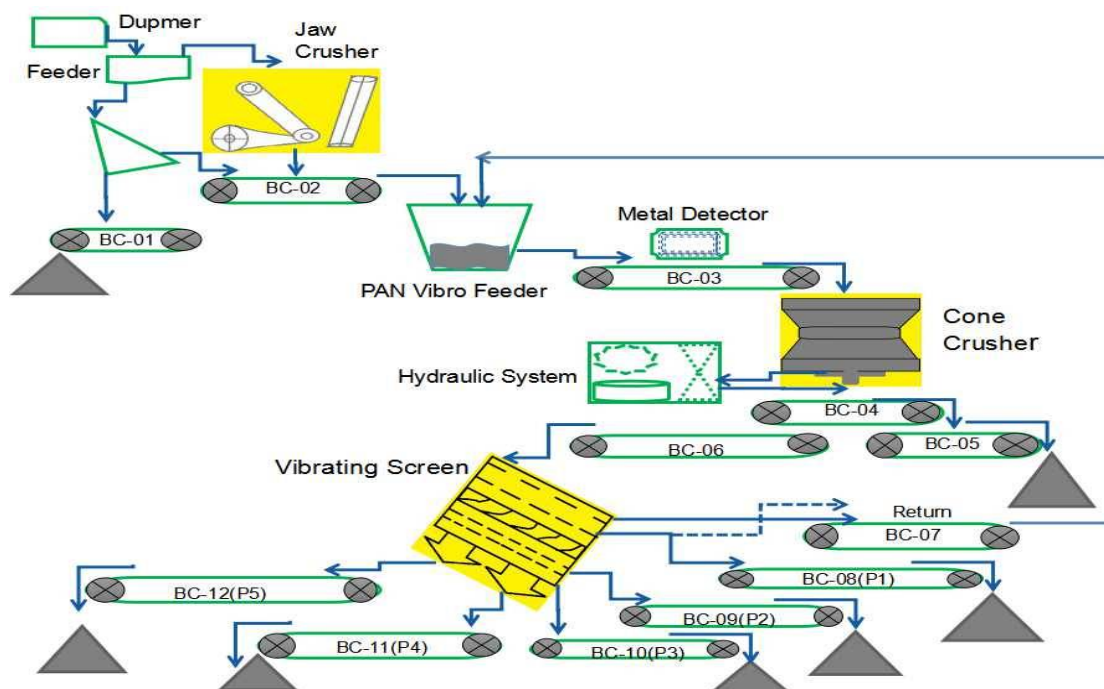 Dupmer
Feeder
Jaw
Crusher
BC-02
BC-01
Metal Detector
BC-03
PAN Vibro Feeder
Cone
Crusher
Hydraulic System
BC-04
BC-05
BC-06
Vibrating Screen
Return
BC-07
BC-08(P1)
BC-12(P5)
BC-09(P2)
BC-11(P4)
BC-10(P3)